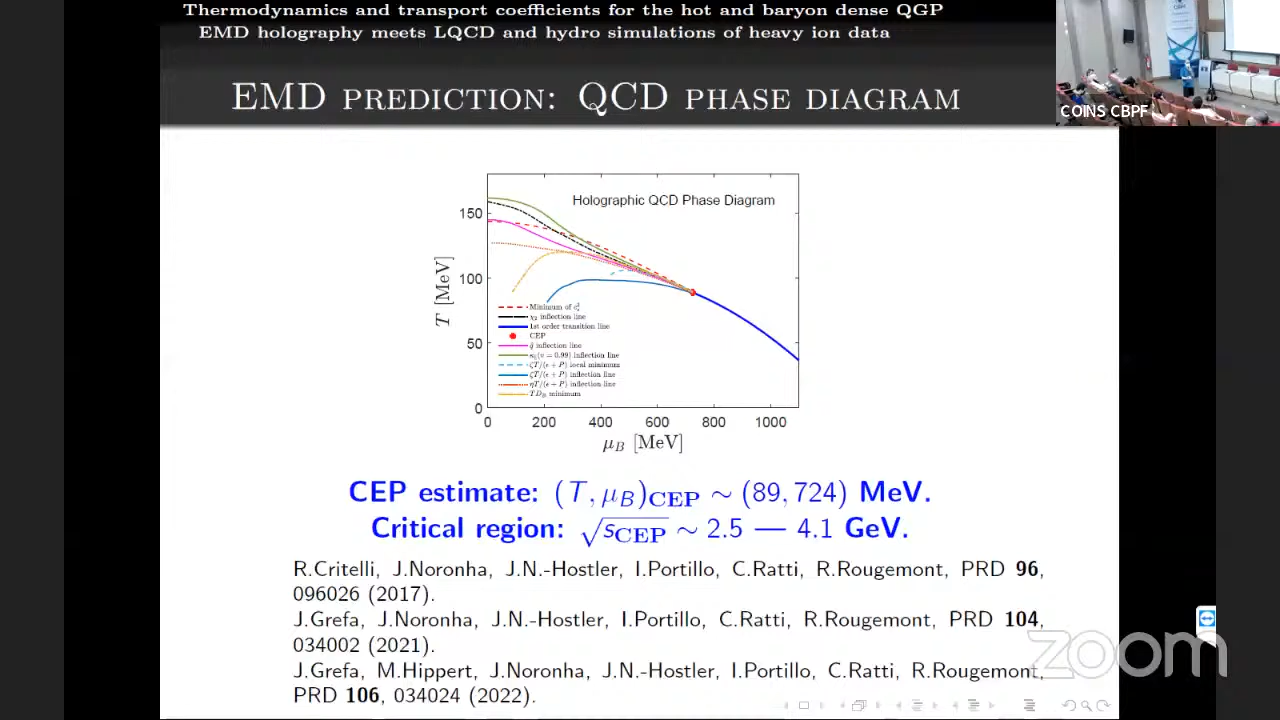 Thermodynamics and transport coefficients for the hot and baryon dense QGP
EMD holography meets LQCD and hydro simulations of heavy ion data
EMD PREDICTION: QCD PHASE DIAGRAM
COINS CBPF
Holographic QCD Phase Diagram
150
100
50
0
T [MeV]
Minimum of c_s^2
χ_2 inflection line
1st order transition line
CEP
q̂ inflection line
inflection line
ζT/(ϵ + P) local minimum
ζT/(ϵ + P) inflection line
ηT/(ϵ + P) inflection line
TD_B minimum
0 200 400 600 800 1000
μ_B [MeV]
CEP estimate: (T, μ_B)_CEP ~ (89, 724) MeV.
Critical region: √s_CEP ~ 2.5 — 4.1 GeV.
R.Critelli, J.Noronha, J.N.-Hostler, I.Portillo, C.Ratti, R.Rougemont, PRD 96,
096026 (2017).
J.Grefa, J.Noronha, J.N.-Hostler, I.Portillo, C.Ratti, R.Rougemont, PRD 104,
034002 (2021).
J.Grefa, M.Hippert, J.Noronha, J.N.-Hostler, I.Portillo, C.Ratti, R.Rougemont,
PRD 106, 034024 (2022).
zoom